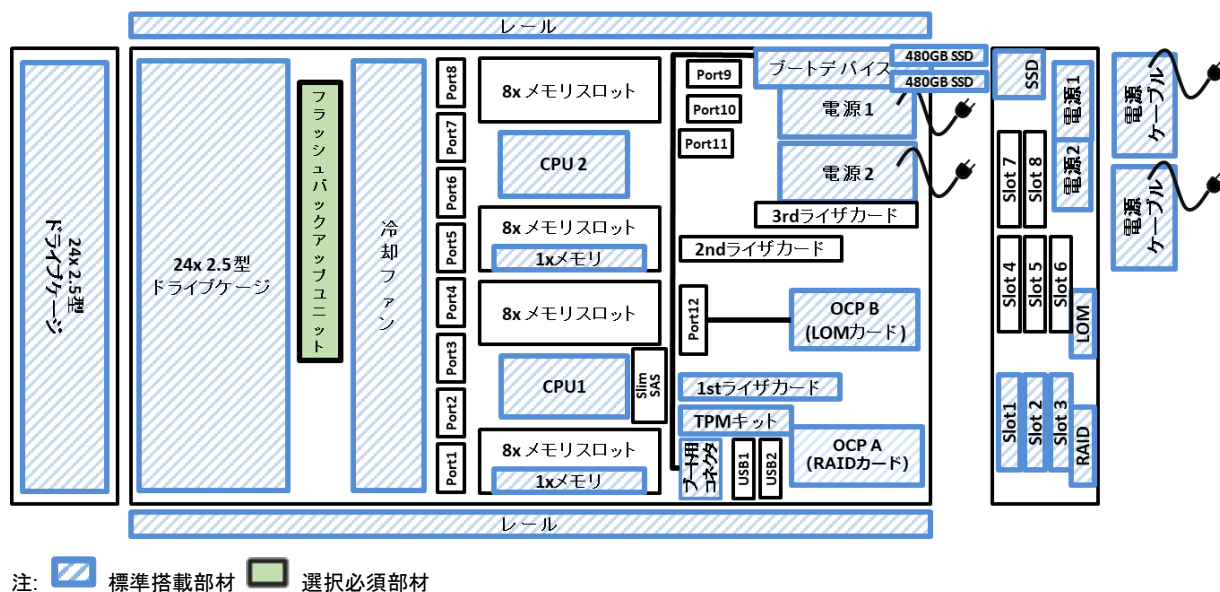 レール
24x 2.5型
ドライブケージ
24x 2.5型
ドライブケージ
フラッシュバックアップユニット
冷却ファン
Port8
Port7
Port6
Port5
Port4
Port3
Port2
Port1
8x メモリスロット
CPU 2
8xメモリスロット
1xメモリ
8xメモリスロット
CPU1
Slim
SAS
8xメモリスロット
1xメモリ
Port9
Port10
Port11
ブートデバイス
480GB SSD
480GB SSD
電源1
電源2
3rdライザカード
2ndライザカード
Port12
OCP B
(LOMカード)
1stライザカード
TPMキット
ブート用
コネクタ
USB1
USB2
OCP A
(RAIDカード)
レール
SSD
電源1
電源2
Slot 7
Slot 8
Slot 4
Slot 5
Slot 6
LOM
Slot1
Slot 2
Slot 3
RAID
電源
ケーブル
電源
ケーブル
注: 標準搭載部材 選択必須部材